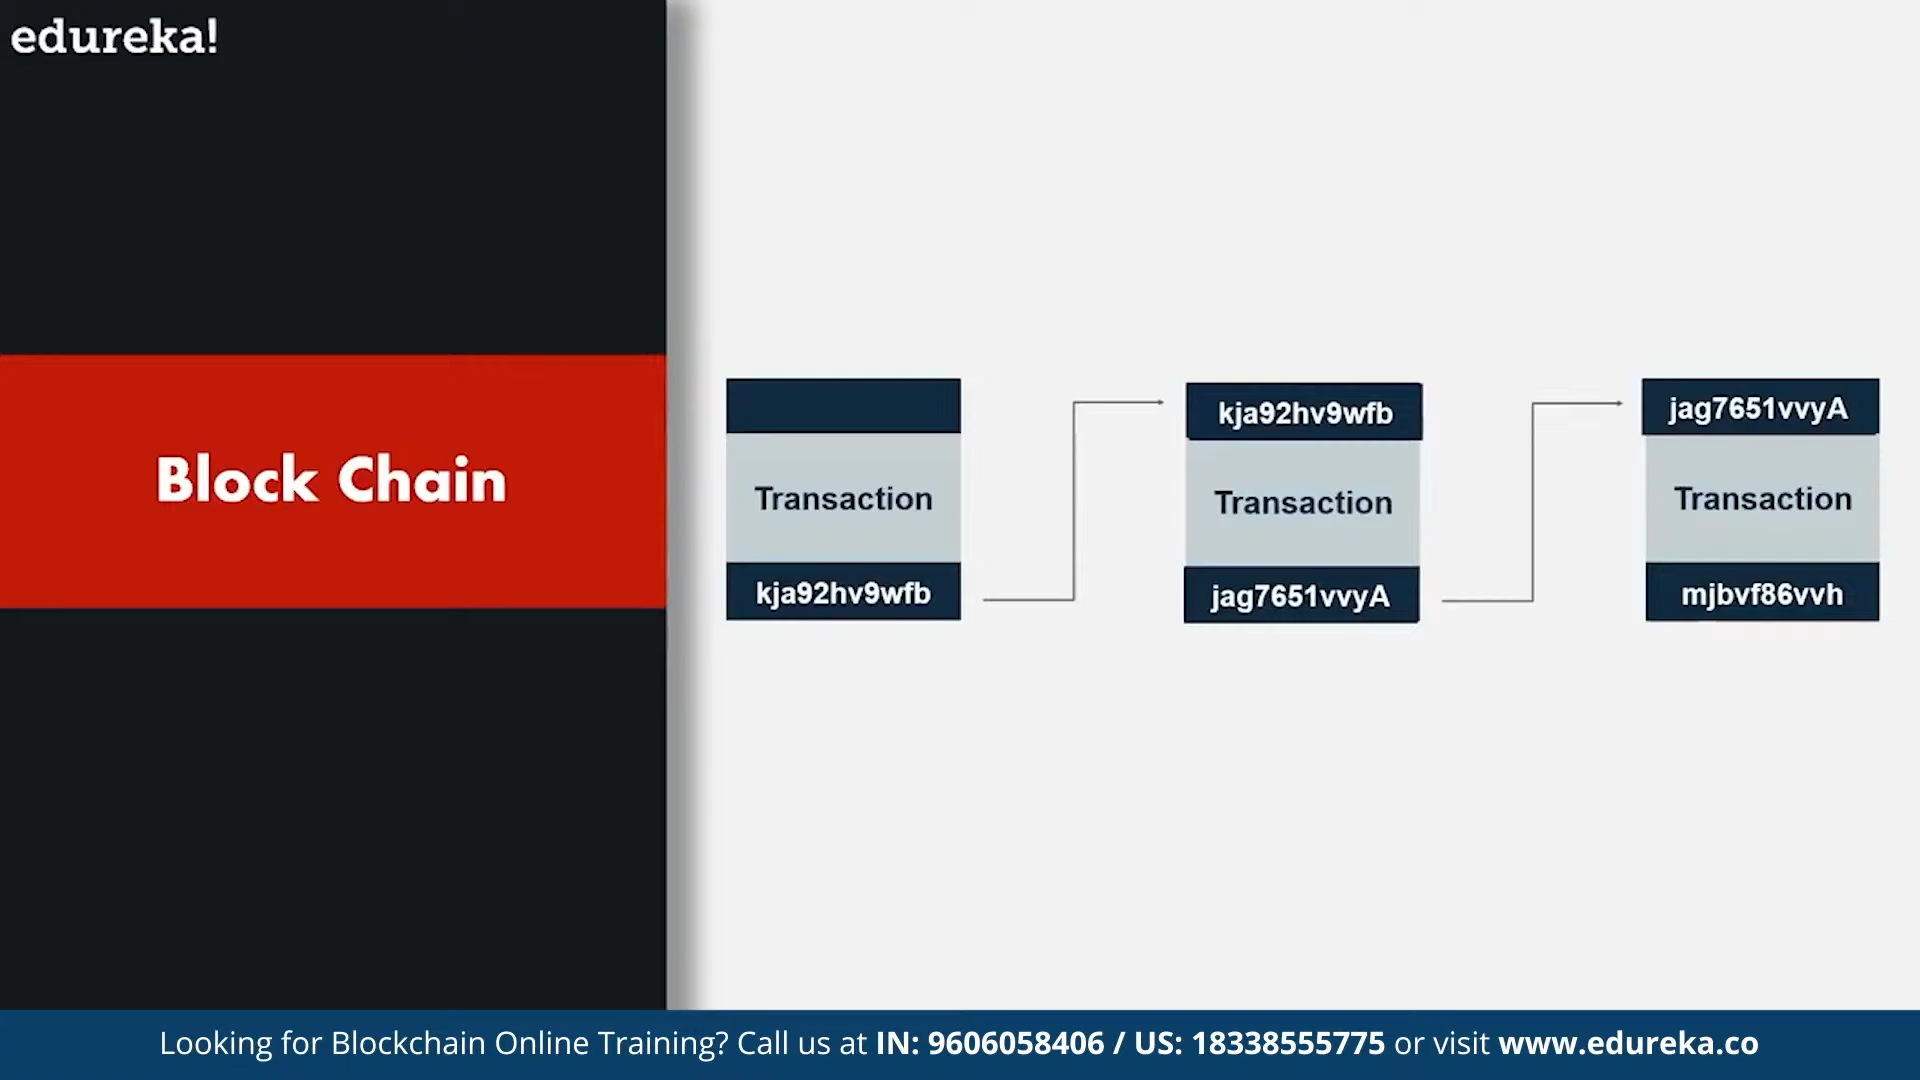 edureka!
Block Chain
Transaction
kja92hv9wfb
kja92hv9wfb
Transaction
jag7651vvyA
jag7651vvyA
Transaction
mjbvf86vvh
Looking for Blockchain Online Training? Call us at IN: 9606058406 / US: 18338555775 or visit www.edureka.co